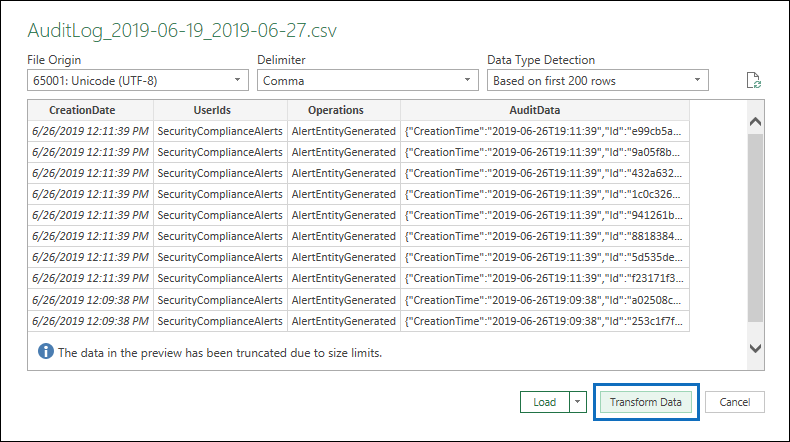 AuditLog_2019-06-19_2019-06-27.csv
File Origin Delimiter Data Type Detection
65001: Unicode (UTF-8) Comma Based on first 200 rows
CreationDate UserIds Operations AuditData
6/26/2019 12:11:39 PM SecurityComplianceAlerts AlertEntityGenerated {"CreationTime":"2019-06-26T19:11:39","Id":"e99cb5a...
6/26/2019 12:11:39 PM SecurityComplianceAlerts AlertEntityGenerated {"CreationTime":"2019-06-26T19:11:39","Id":"9a05f8b...
6/26/2019 12:11:39 PM SecurityComplianceAlerts AlertEntityGenerated {"CreationTime":"2019-06-26T19:11:39","Id":"432a632...
6/26/2019 12:11:39 PM SecurityComplianceAlerts AlertEntityGenerated {"CreationTime":"2019-06-26T19:11:39","Id":"1c0c326...
6/26/2019 12:11:39 PM SecurityComplianceAlerts AlertEntityGenerated {"CreationTime":"2019-06-26T19:11:39","Id":"941261b...
6/26/2019 12:11:39 PM SecurityComplianceAlerts AlertEntityGenerated {"CreationTime":"2019-06-26T19:11:39","Id":"8818384...
6/26/2019 12:11:39 PM SecurityComplianceAlerts AlertEntityGenerated {"CreationTime":"2019-06-26T19:11:39","Id":"5d535de...
6/26/2019 12:11:39 PM SecurityComplianceAlerts AlertEntityGenerated {"CreationTime":"2019-06-26T19:11:39","Id":"f23171f3...
6/26/2019 12:09:38 PM SecurityComplianceAlerts AlertEntityGenerated {"CreationTime":"2019-06-26T19:09:38","Id":"a02508c...
6/26/2019 12:09:38 PM SecurityComplianceAlerts AlertEntityGenerated {"CreationTime":"2019-06-26T19:09:38","Id":"253c1f7f...
The data in the preview has been truncated due to size limits.
Load Transform Data Cancel